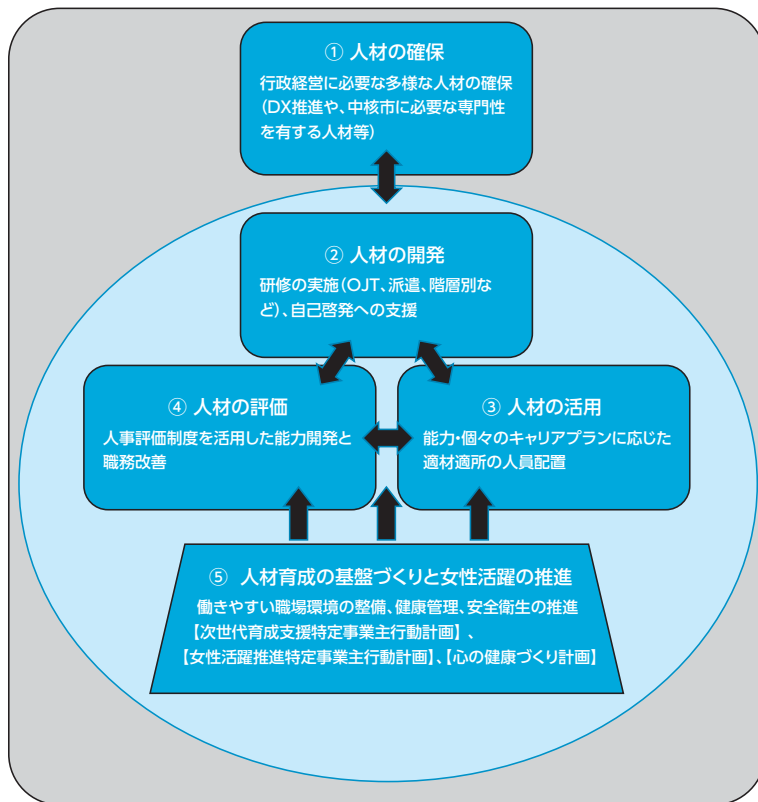 ① 人材の確保
行政経営に必要な多様な人材の確保
(DX推進や、中核市に必要な専門性
を有する人材等)
② 人材の開発
研修の実施(OJT、派遣、階層別な
ど)、自己啓発への支援
④ 人材の評価
人事評価制度を活用した能力開発と
職務改善
③ 人材の活用
能力・個々のキャリアプランに応じた
適材適所の人員配置
⑤ 人材育成の基盤づくりと女性活躍の推進
働きやすい職場環境の整備、健康管理、安全衛生の推進
【次世代育成支援特定事業主行動計画】、
【女性活躍推進特定事業主行動計画】、【心の健康づくり計画】